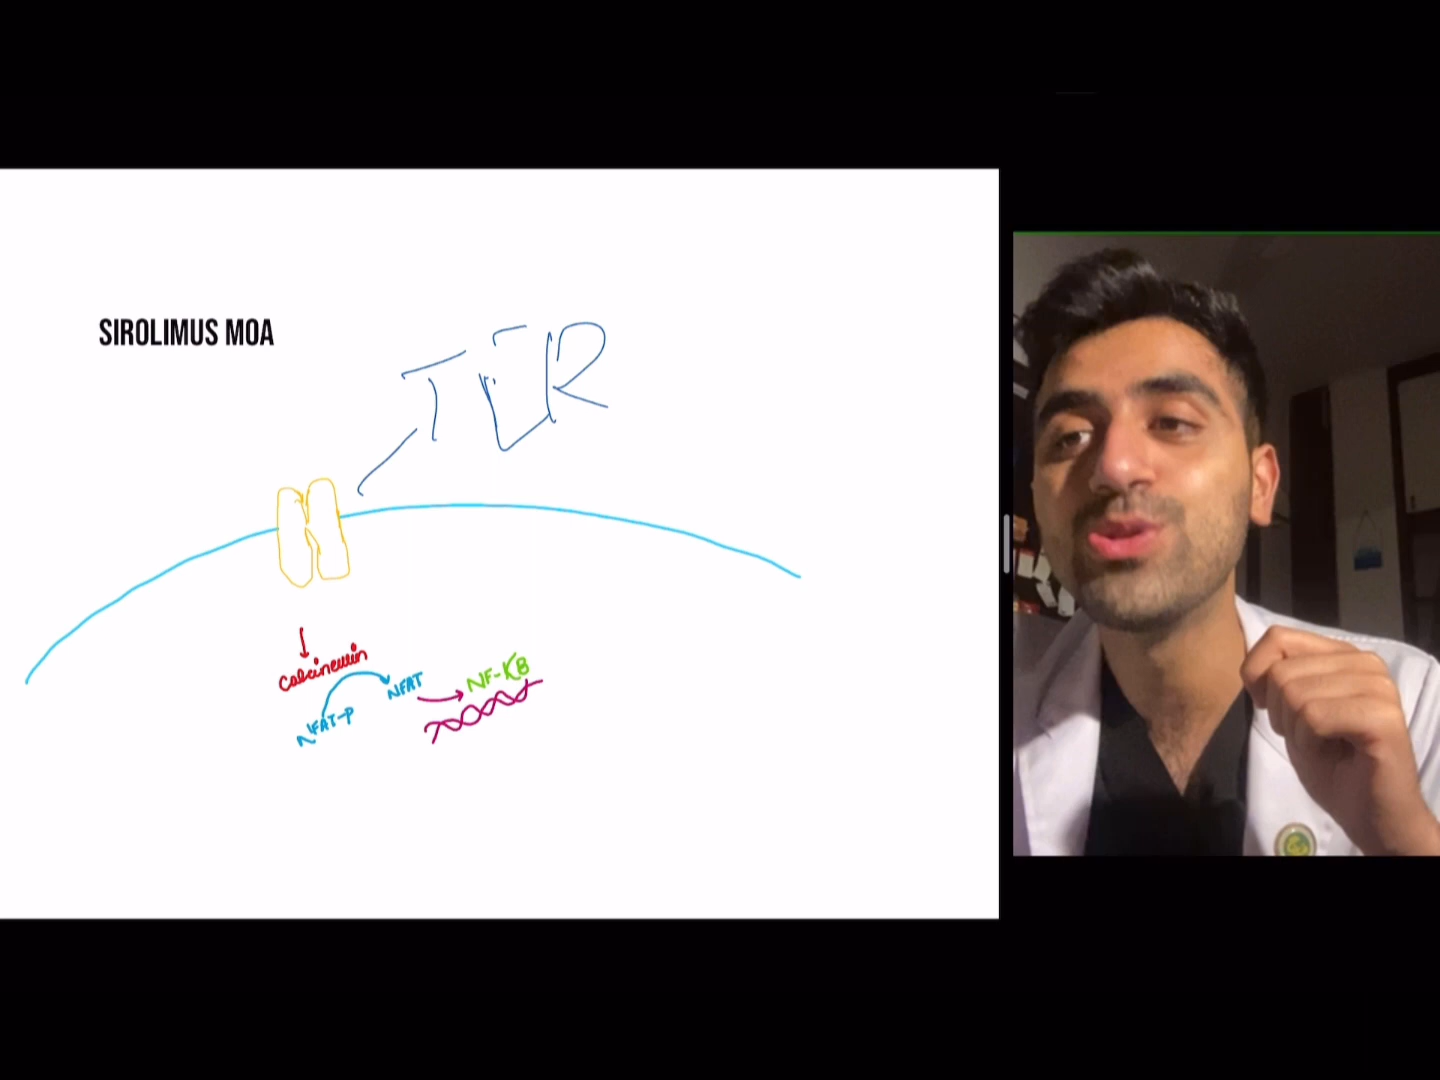 SIROLIMUS MOA
TCR
calcineurin
NFAT
NF-KB
NFAT-P